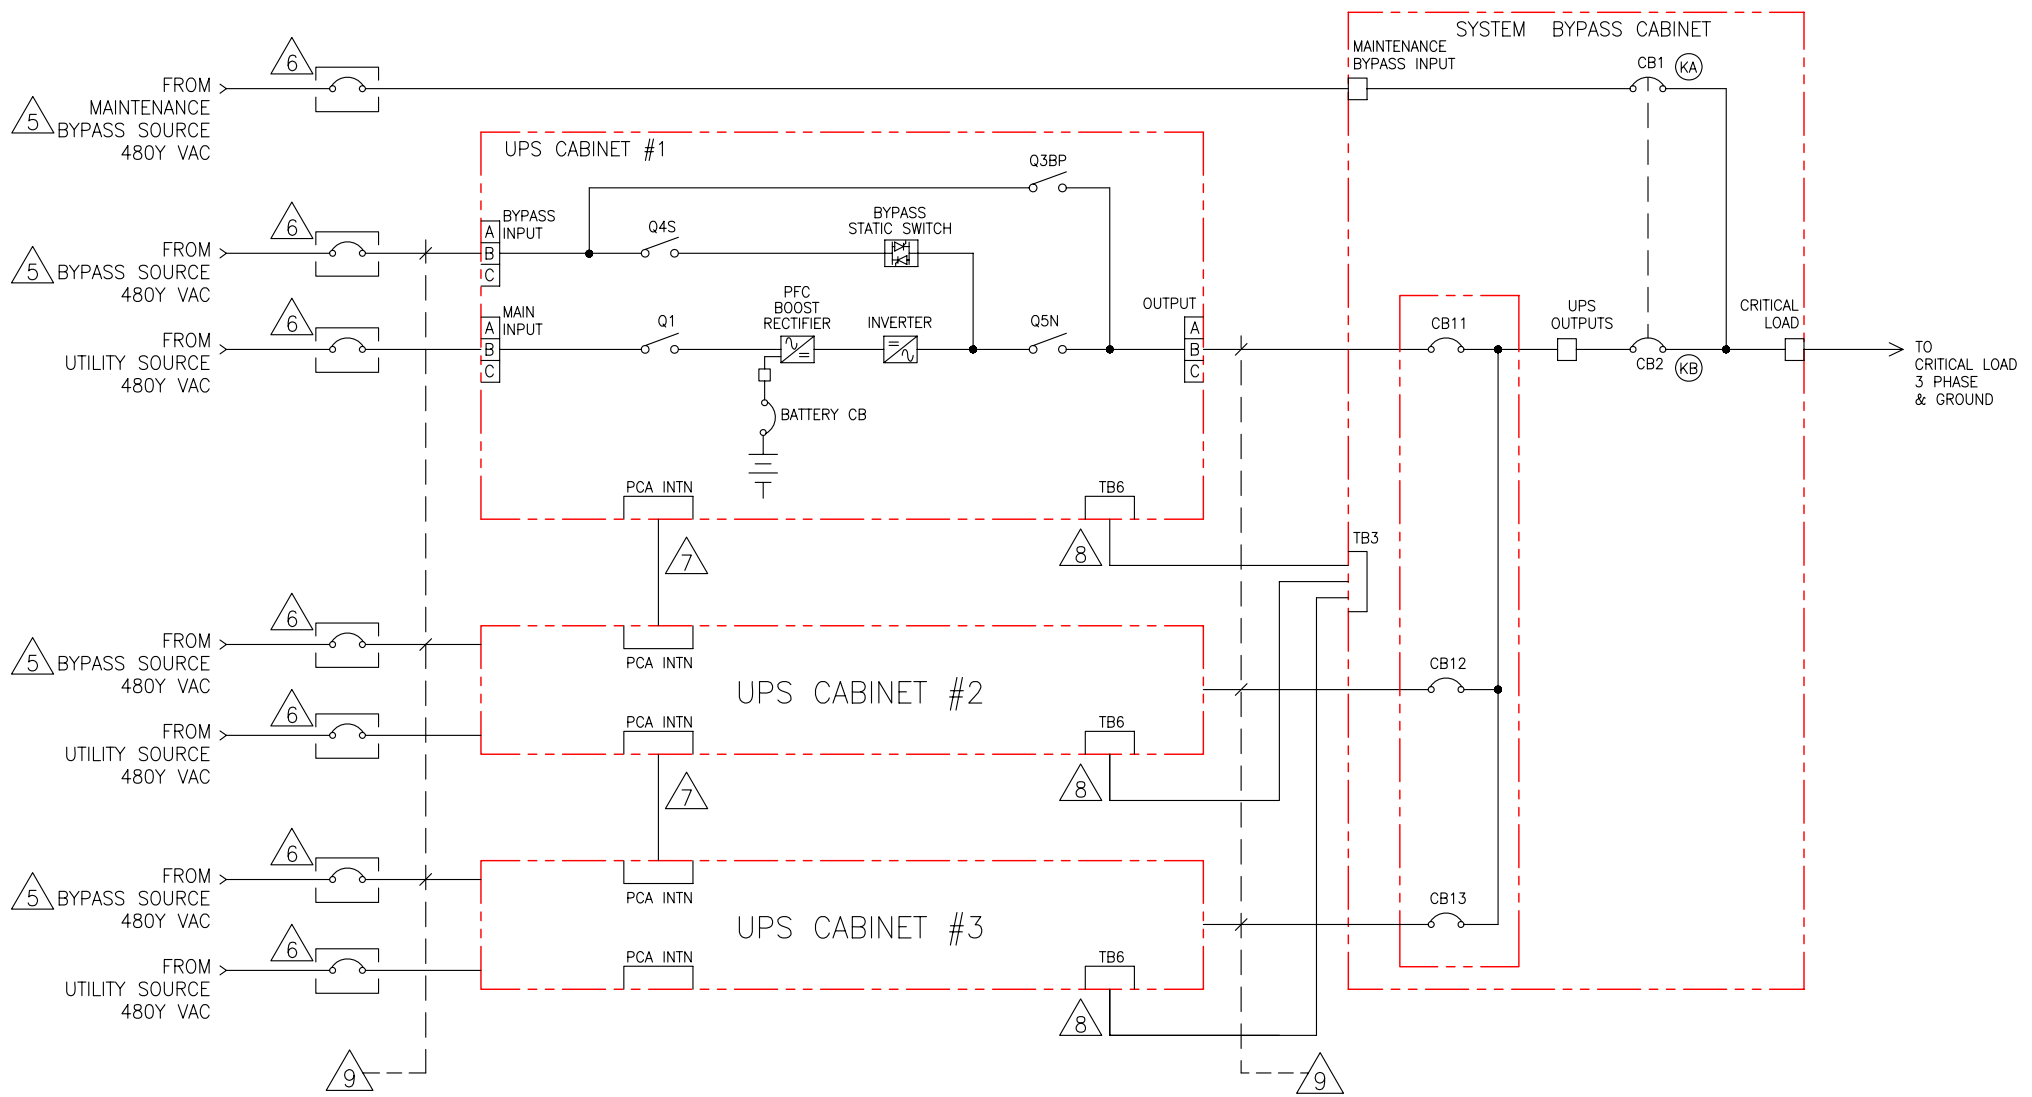 SYSTEM BYPASS CABINET
MAINTENANCE
BYPASS INPUT
CB1
KA
6
FROM
MAINTENANCE
BYPASS SOURCE
480Y VAC
5
UPS CABINET #1
Q3BP
6
FROM
BYPASS SOURCE
480Y VAC
5
A
B
C
BYPASS
INPUT
Q4S
BYPASS
STATIC SWITCH
6
FROM
UTILITY SOURCE
480Y VAC
A
B
C
MAIN
INPUT
Q1
PFC
BOOST
RECTIFIER
INVERTER
Q5N
OUTPUT
A
B
C
BATTERY CB
CB11
UPS
OUTPUTS
CB2
KB
CRITICAL
LOAD
TO
CRITICAL LOAD
3 PHASE
& GROUND
PCA INTN
TB6
7
8
TB3
6
FROM
BYPASS SOURCE
480Y VAC
5
PCA INTN
UPS CABINET #2
CB12
6
FROM
UTILITY SOURCE
480Y VAC
PCA INTN
TB6
7
8
6
FROM
BYPASS SOURCE
480Y VAC
5
PCA INTN
UPS CABINET #3
CB13
6
FROM
UTILITY SOURCE
480Y VAC
PCA INTN
TB6
8
9
9